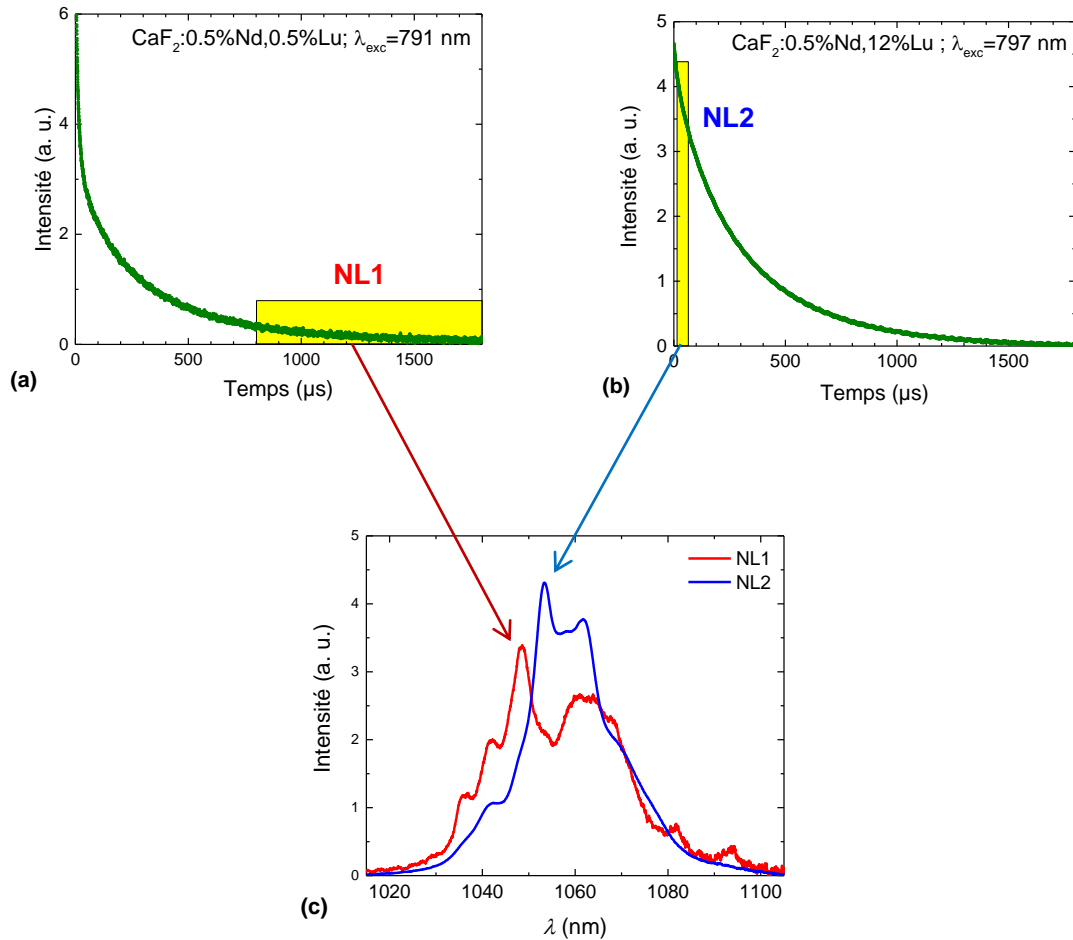 CaF2:0.5%Nd,0.5%Lu; λexc=791 nm
NL1
Intensité (a. u.)
6
4
2
0
0 500 1000 1500
Temps (µs)
(a)
CaF2:0.5%Nd,12%Lu ; λexc=797 nm
NL2
Intensité (a. u.)
5
4
3
2
1
0
0 500 1000 1500
Temps (µs)
(b)
NL1
NL2
Intensité (a. u.)
5
4
3
2
1
0
1020 1040 1060 1080 1100
λ (nm)
(c)